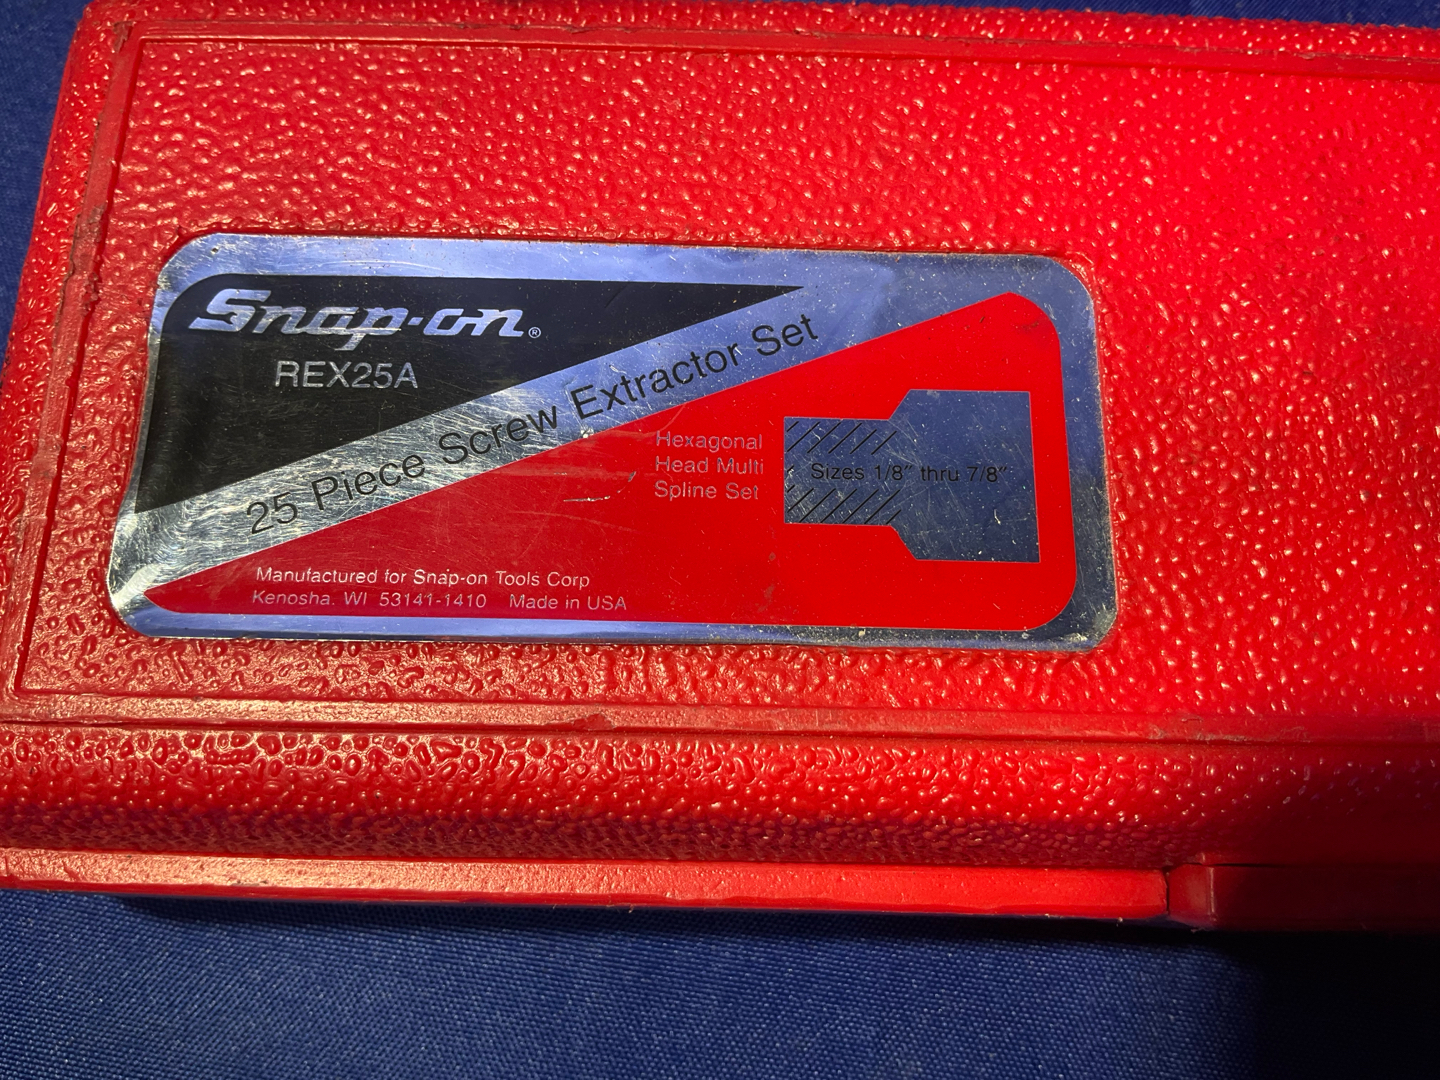 Snap-on®
REX25A
25 Piece Screw Extractor Set
Hexagonal
Head Multi
Spline Set
Sizes 1/8″ thru 7/8″
Manufactured for Snap-on Tools Corp
Kenosha, WI 53141-1410 Made in USA